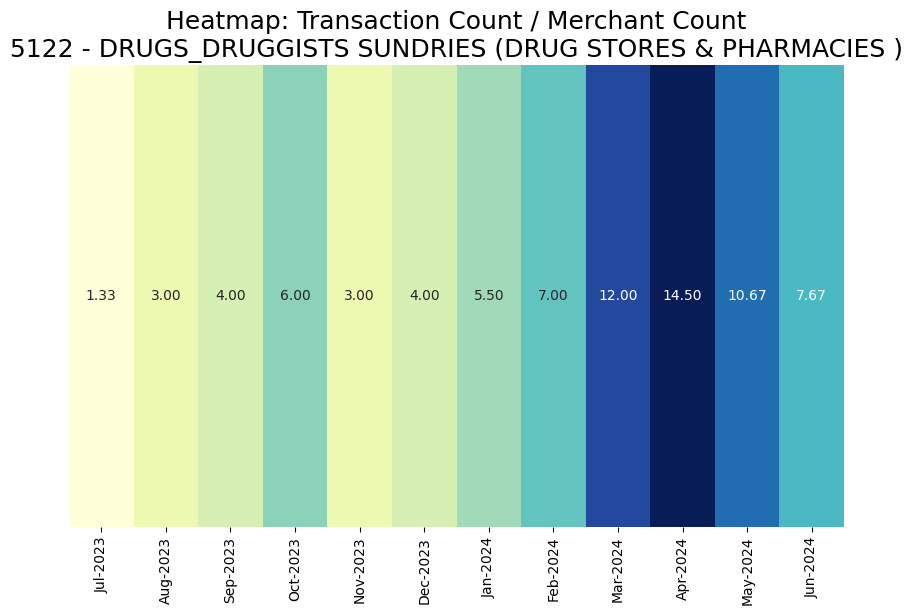 Heatmap: Transaction Count / Merchant Count
5122 - DRUGS_DRUGGISTS SUNDRIES (DRUG STORES & PHARMACIES )
1.33 3.00 4.00 6.00 3.00 4.00 5.50 7.00 12.00 14.50 10.67 7.67
Jul-2023 Aug-2023 Sep-2023 Oct-2023 Nov-2023 Dec-2023 Jan-2024 Feb-2024 Mar-2024 Apr-2024 May-2024 Jun-2024